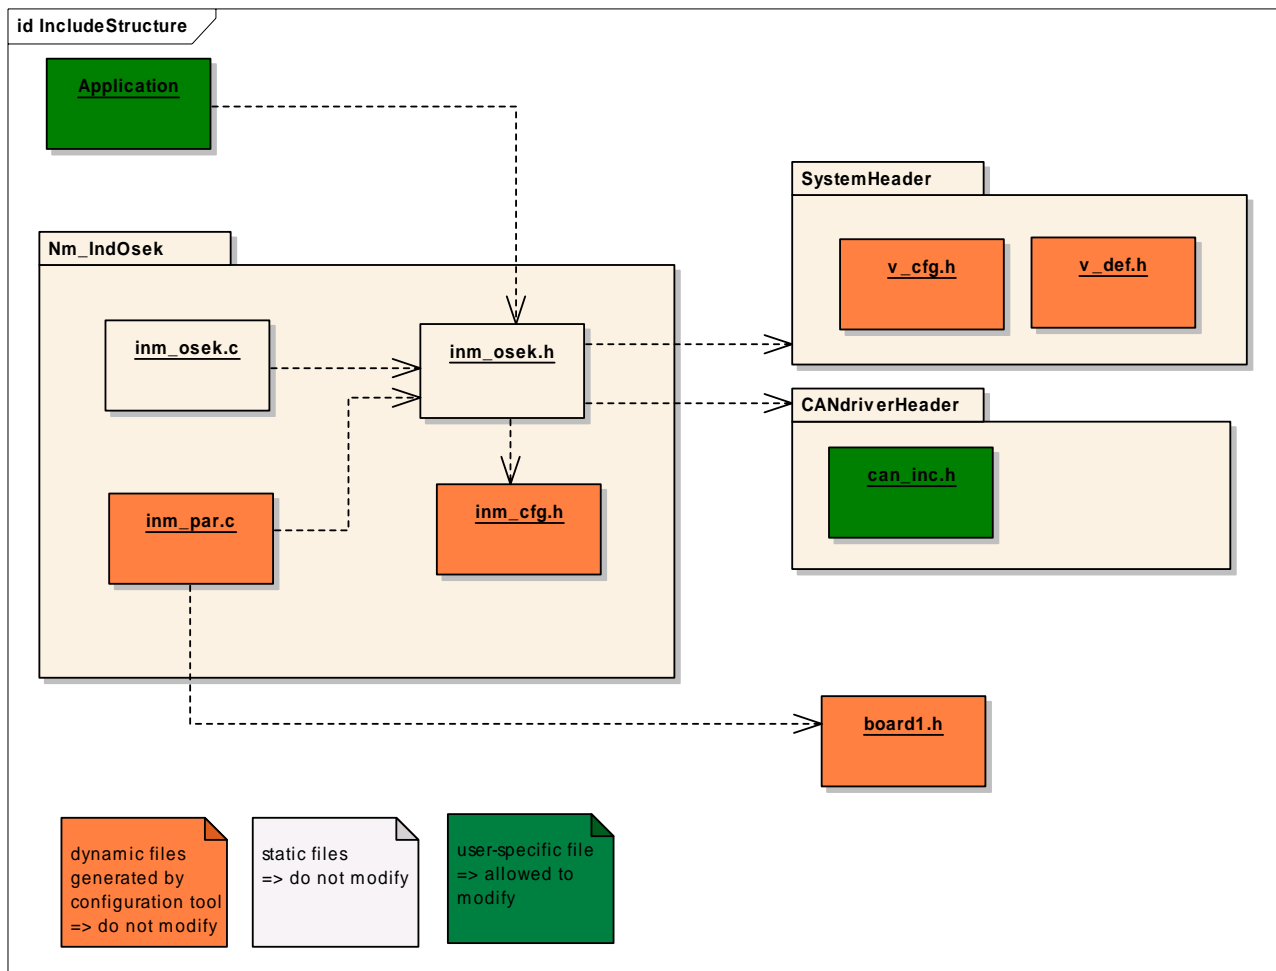 id IncludeStructure
Application
SystemHeader
v_cfg.h
v_def.h
Nm_IndOsek
inm_osek.c
inm_osek.h
CANdriverHeader
can_inc.h
inm_par.c
inm_cfg.h
board1.h
dynamic files
generated by
configuration tool
=> do not modify
static files
=> do not modify
user-specific file
=> allowed to
modify